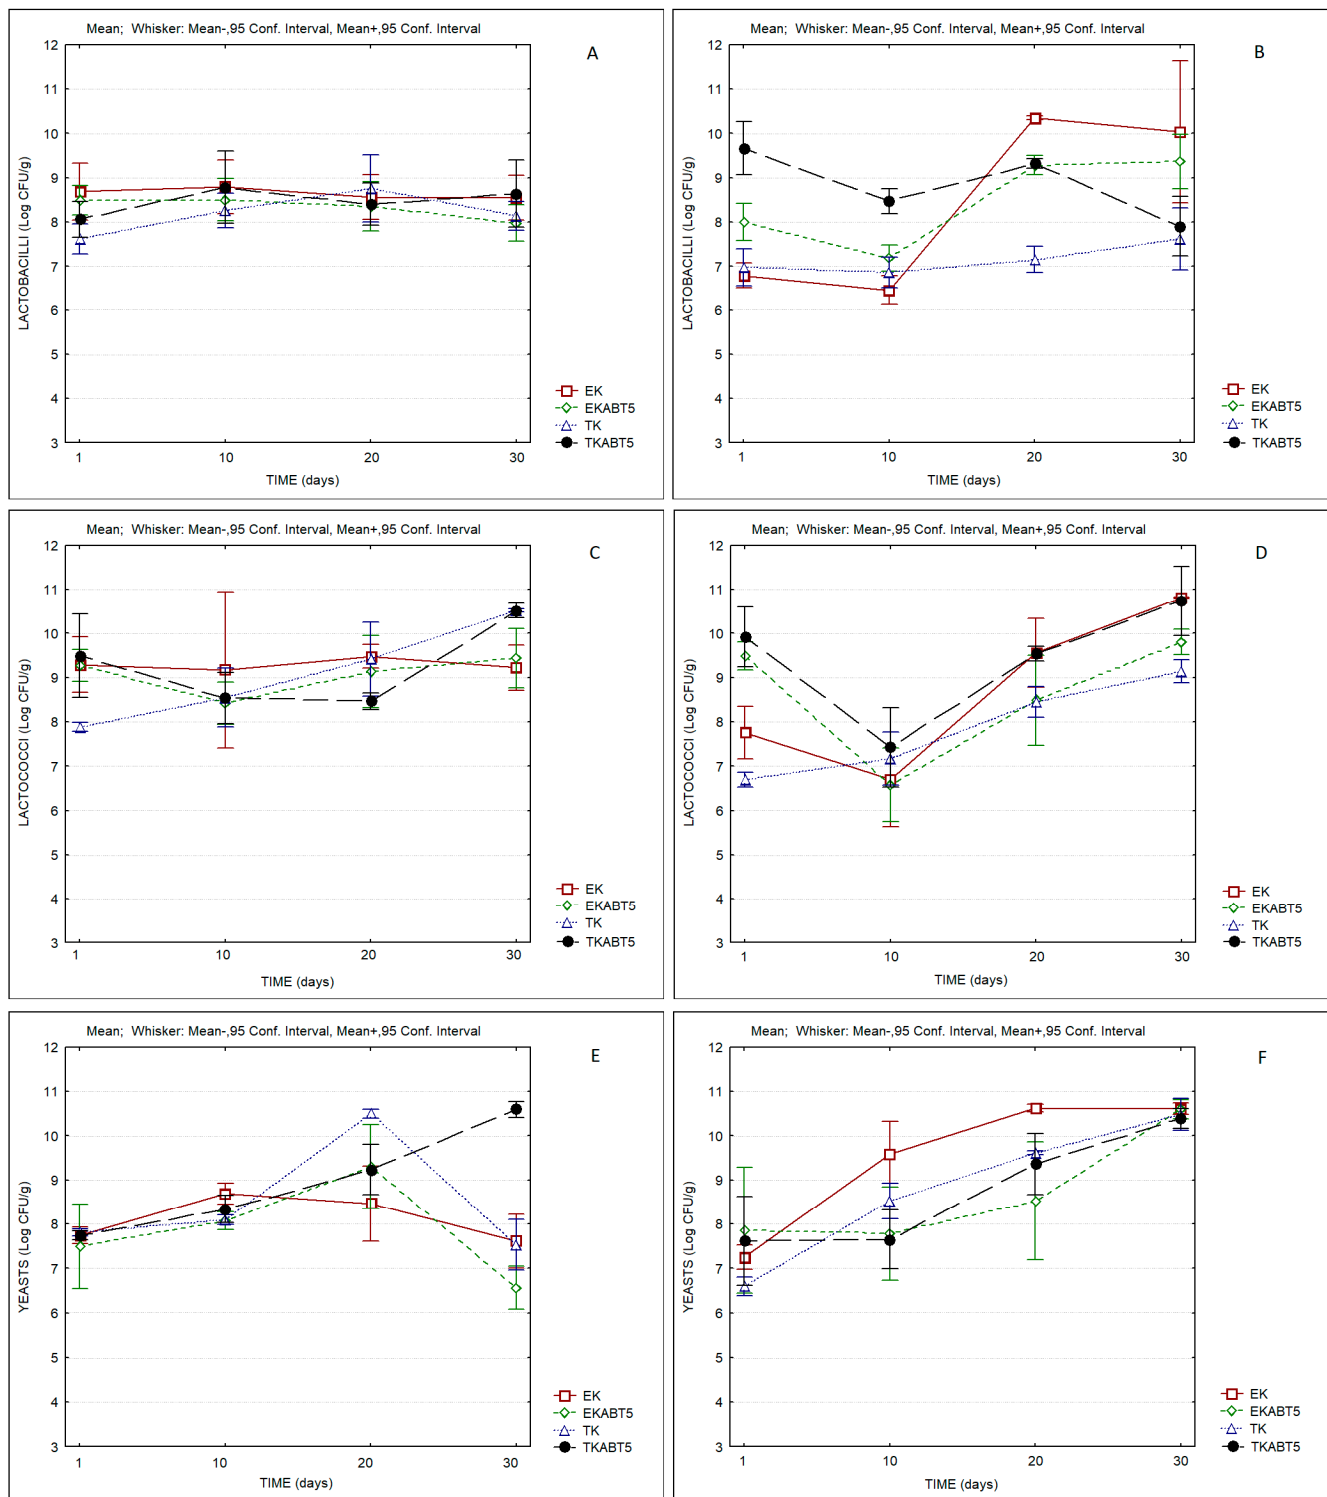 Mean; Whisker: Mean-,95 Conf. Interval, Mean+,95 Conf. Interval
A
LACTOBACILLI (Log CFU/g)
12
11
10
9
8
7
6
5
4
3
1 10 20 30
TIME (days)
EK
EKABT5
TK
TKABT5
Mean; Whisker: Mean-,95 Conf. Interval, Mean+,95 Conf. Interval
B
LACTOBACILLI (Log CFU/g)
12
11
10
9
8
7
6
5
4
3
1 10 20 30
TIME (days)
EK
EKABT5
TK
TKABT5
Mean; Whisker: Mean-,95 Conf. Interval, Mean+,95 Conf. Interval
C
LACTOCOCCI (Log CFU/g)
12
11
10
9
8
7
6
5
4
3
1 10 20 30
TIME (days)
EK
EKABT5
TK
TKABT5
Mean; Whisker: Mean-,95 Conf. Interval, Mean+,95 Conf. Interval
D
LACTOCOCCI (Log CFU/g)
12
11
10
9
8
7
6
5
4
3
1 10 20 30
TIME (days)
EK
EKABT5
TK
TKABT5
Mean; Whisker: Mean-,95 Conf. Interval, Mean+,95 Conf. Interval
E
YEASTS (Log CFU/g)
12
11
10
9
8
7
6
5
4
3
1 10 20 30
TIME (days)
EK
EKABT5
TK
TKABT5
Mean; Whisker: Mean-,95 Conf. Interval, Mean+,95 Conf. Interval
F
YEASTS (Log CFU/g)
12
11
10
9
8
7
6
5
4
3
1 10 20 30
TIME (days)
EK
EKABT5
TK
TKABT5